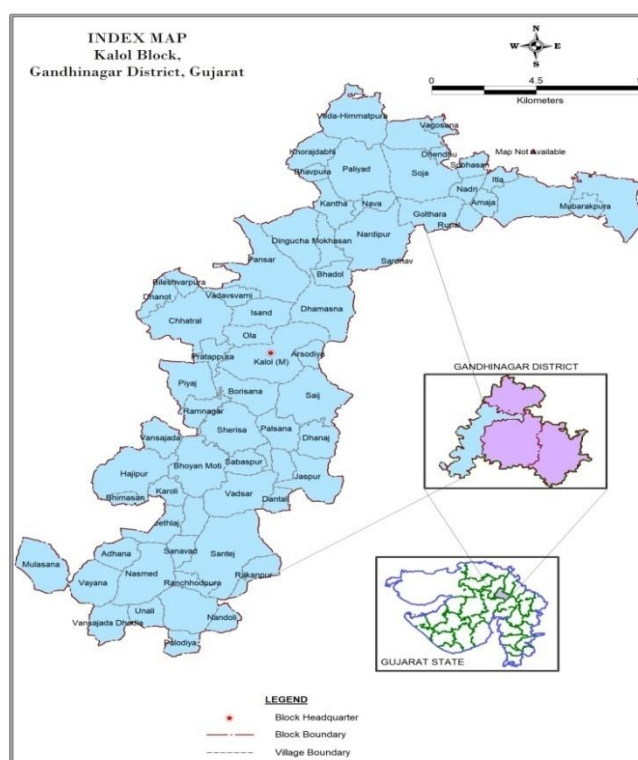 INDEX MAP
Kalol Block,
Gandhinagar District, Gujarat
N
W E
S
0 4.5
Kilometers
Veda-Himmatpura
Vagosana
Khorajdabhi
Dhendhu
Map Not Available
Paliyad
Sobhasan
Bhavpura
Soja
Itla
Nadri
Kantha
Nava
Amaja
Mubarakpura
Golthara
Rupal
Nardipur
Dingucha
Mokhasan
Pansar
Sardhav
Bhadol
Bileshvarpura
Dhanot
Vadavsvami
Isand
Dhamasna
Chhatral
Ola
Pratappura
Kalol (M)
Arsodiya
GANDHINAGAR DISTRICT
Piyaj
Borisana
Saij
Ramnagar
Sherisa
Palsana
Vansajada
Dhanaj
Bhoyan Moti
Sabaspur
Hajipur
Jaspur
Karoli
Vadsar
Bhimasan
Dantali
Jethlaj
Sanavad
Santej
Adhana
Mulasana
Nasmed
Vayana
Ranchhodpura
Rakanpur
Unali
Nandoli
Vansajada Dhadia
Palodiya
GUJARAT STATE
LEGEND
Block Headquarter
Block Boundary
Village Boundary